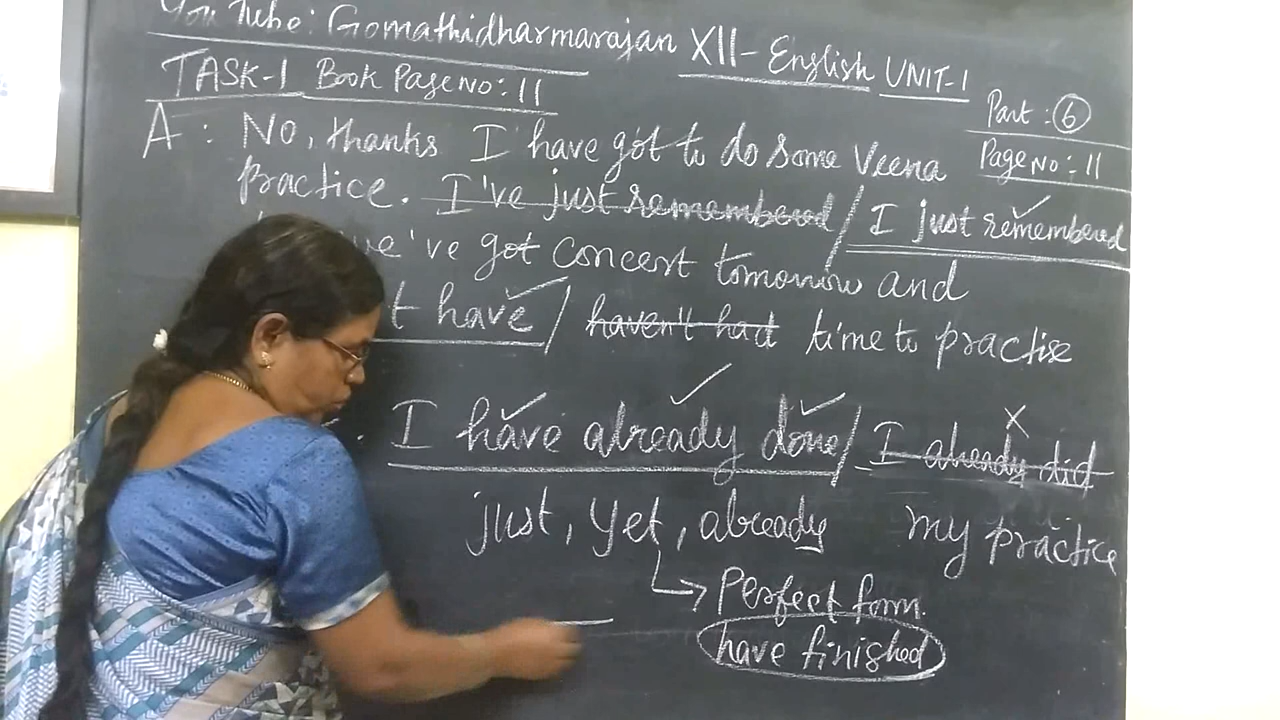 YouTube: Gomathidharmarajan XII- English UNIT-1
TASK-1 Book Page No: 11
Part: 6
Page No: 11
A: No, thanks I have got to do some Veena
practice. I've just remembered / I just remembered
we've got concert tomorrow and
t have / haven't had time to practise
I have already done / I already did
just, yet, already my practice
Perfect form.
have finished